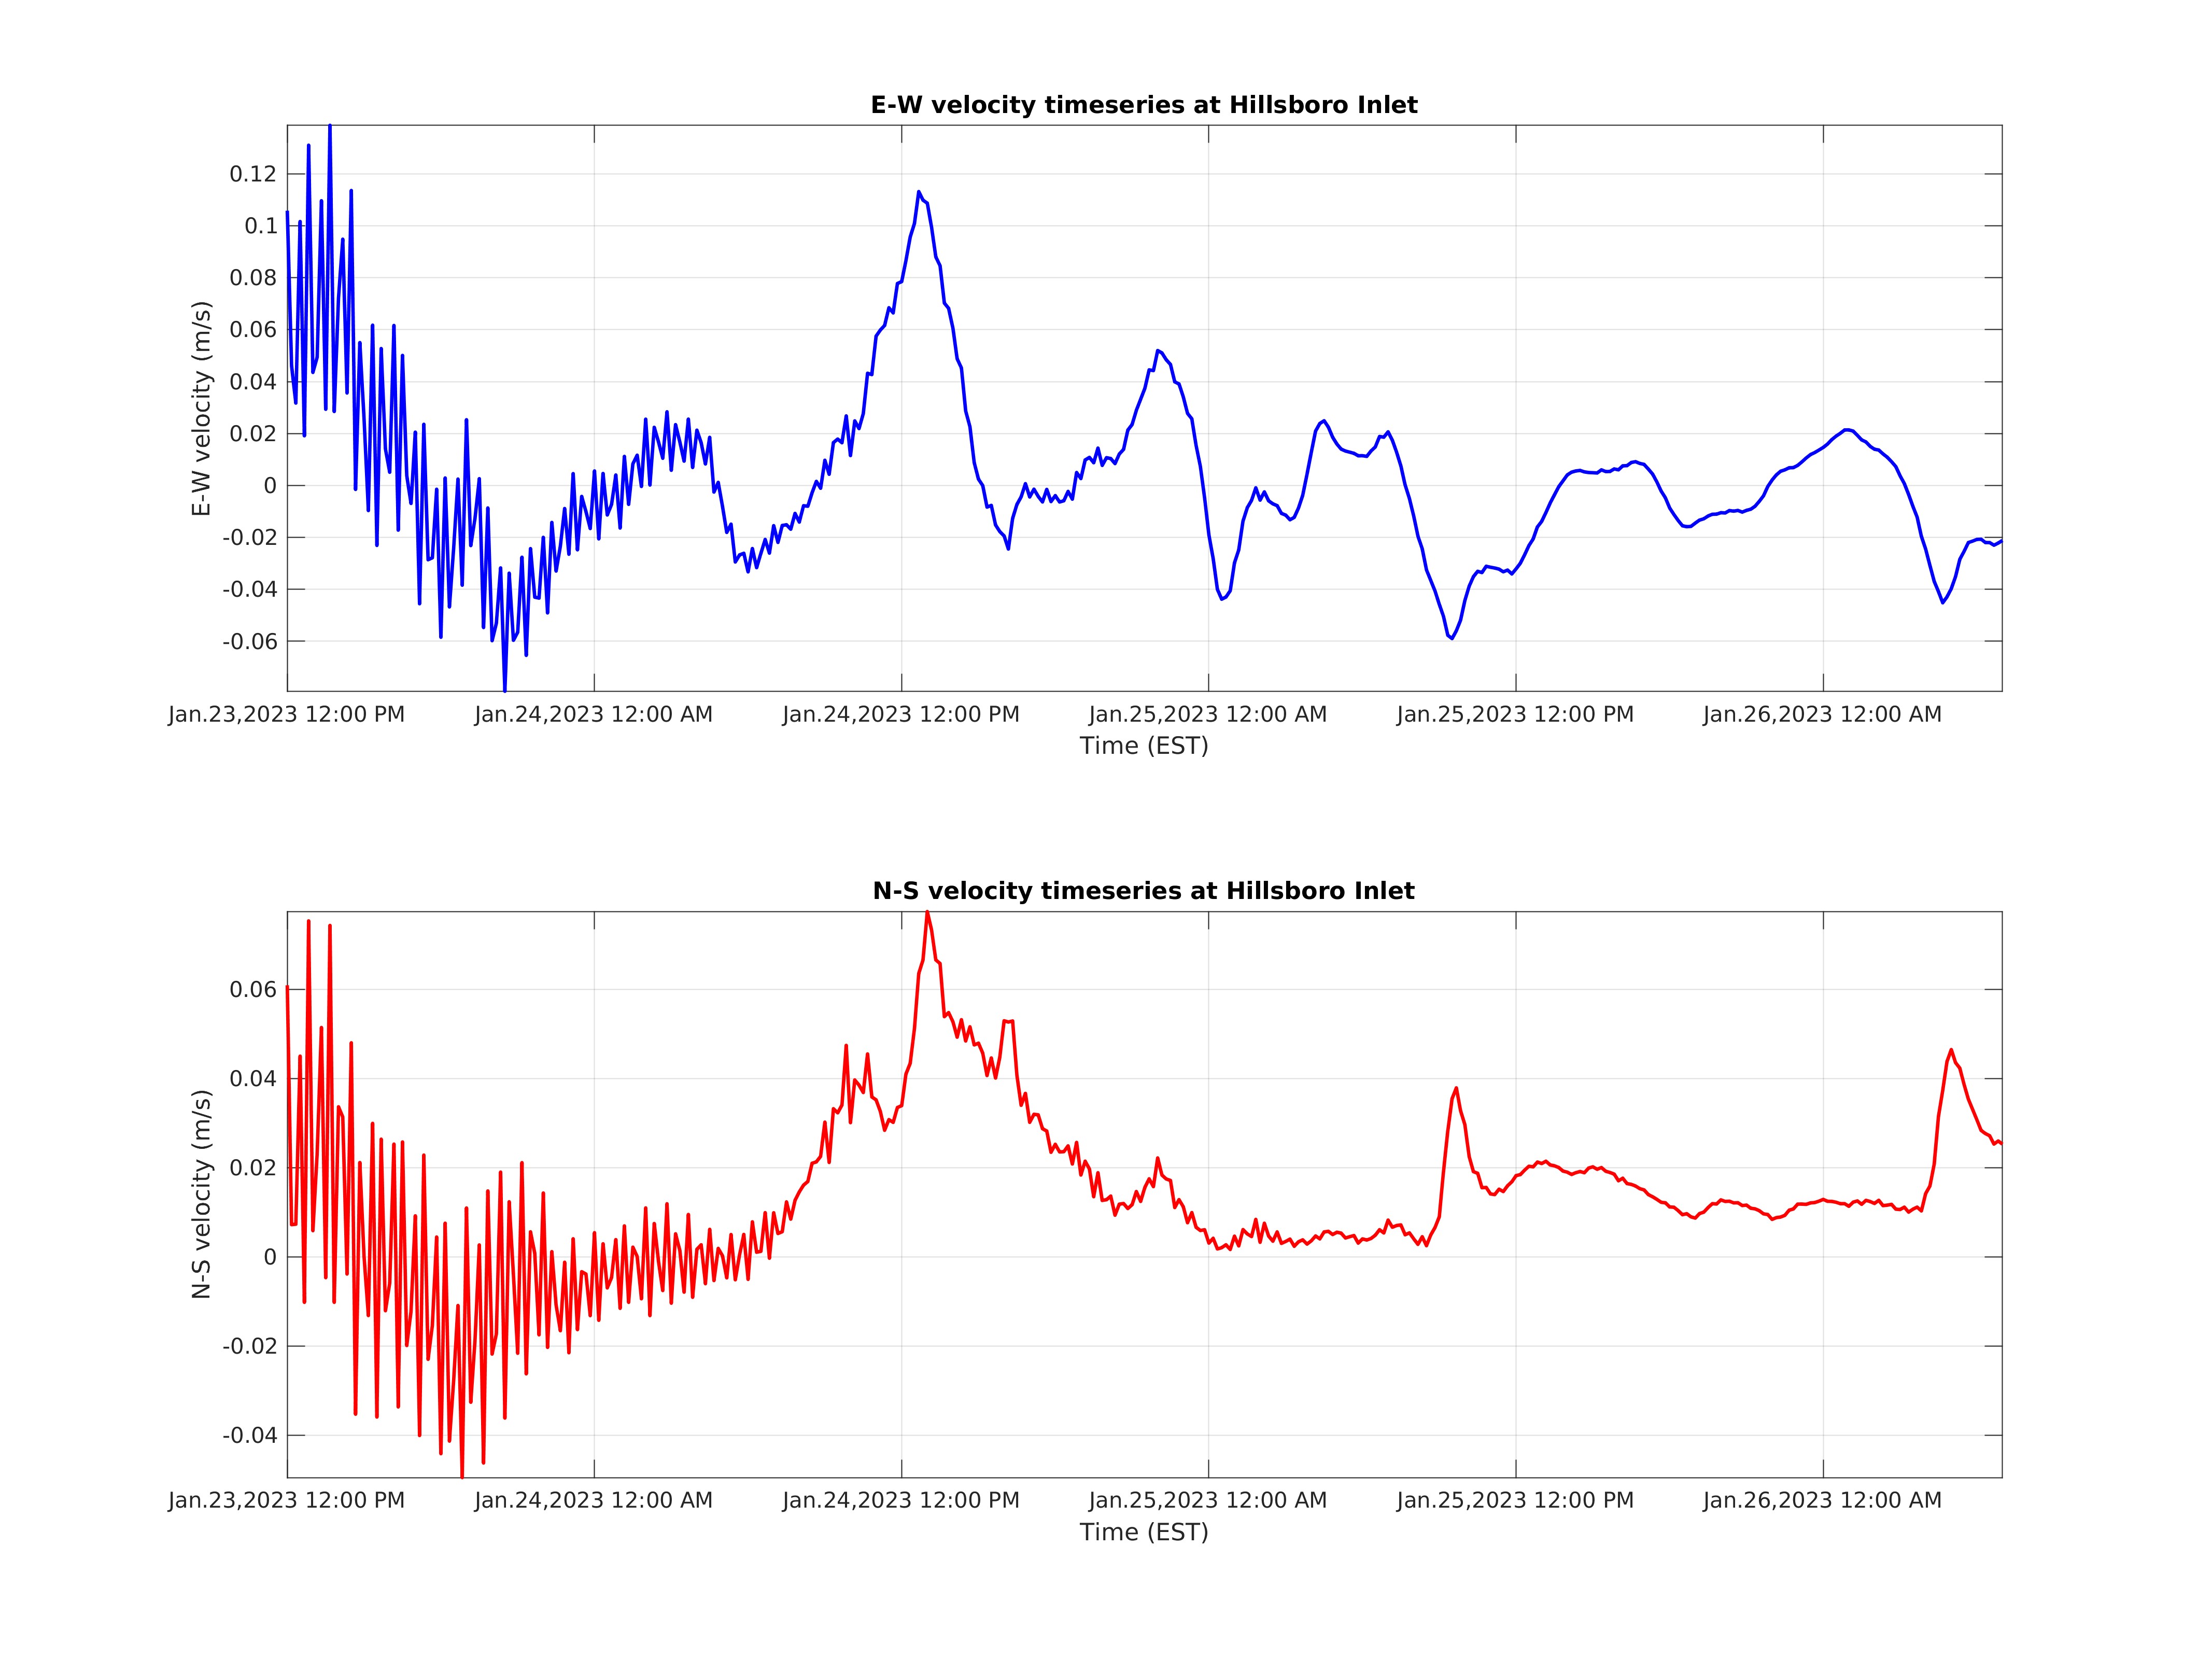 E-W velocity timeseries at Hillsboro Inlet
E-W velocity (m/s)
0.12
0.1
0.08
0.06
0.04
0.02
0
-0.02
-0.04
-0.06
Jan.23,2023 12:00 PM Jan.24,2023 12:00 AM Jan.24,2023 12:00 PM Jan.25,2023 12:00 AM Jan.25,2023 12:00 PM Jan.26,2023 12:00 AM
Time (EST)
N-S velocity timeseries at Hillsboro Inlet
N-S velocity (m/s)
0.06
0.04
0.02
0
-0.02
-0.04
Jan.23,2023 12:00 PM Jan.24,2023 12:00 AM Jan.24,2023 12:00 PM Jan.25,2023 12:00 AM Jan.25,2023 12:00 PM Jan.26,2023 12:00 AM
Time (EST)